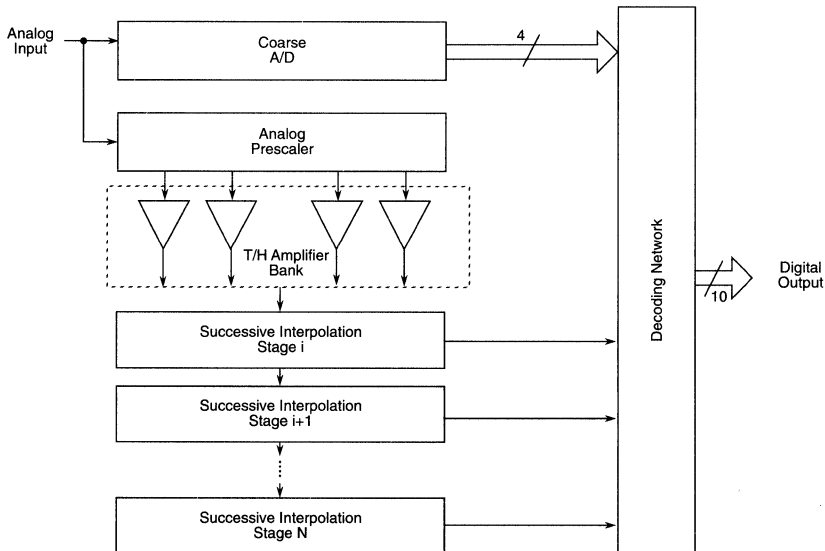 Analog
Input
Coarse
A/D
4
Analog
Prescaler
T/H Amplifier
Bank
Successive Interpolation
Stage i
Successive Interpolation
Stage i+1
Successive Interpolation
Stage N
Decoding Network
10
Digital
Output